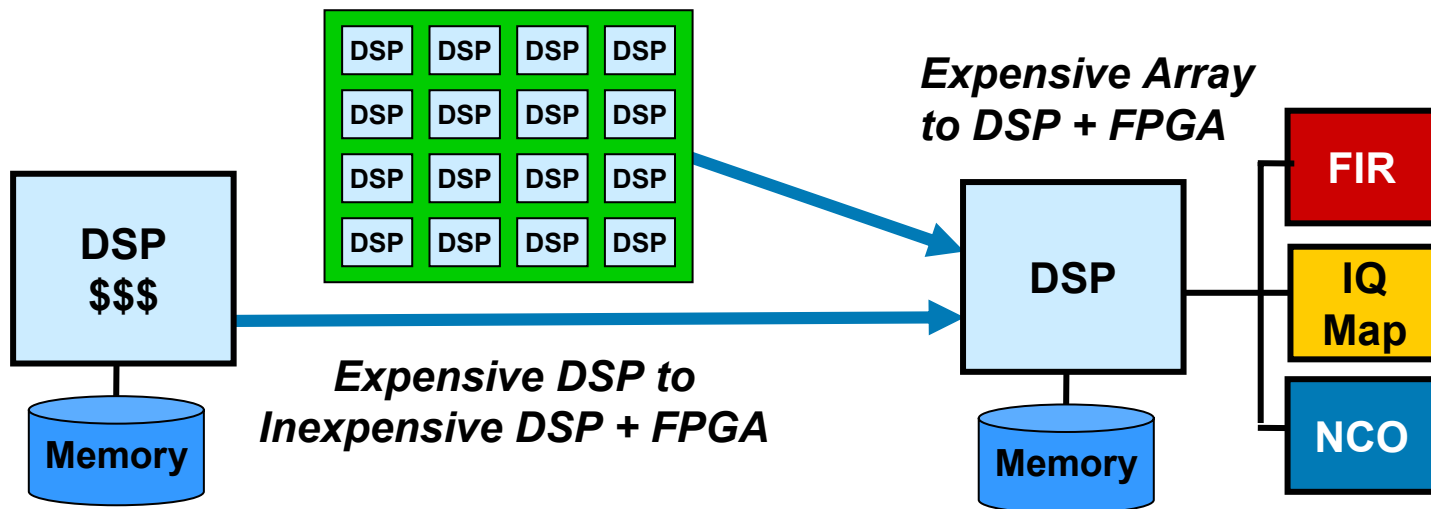 DSP DSP DSP DSP
DSP DSP DSP DSP
DSP DSP DSP DSP
DSP DSP DSP DSP
Expensive Array
to DSP + FPGA
DSP
$$$
Memory
Expensive DSP to
Inexpensive DSP + FPGA
DSP
Memory
FIR
IQ
Map
NCO